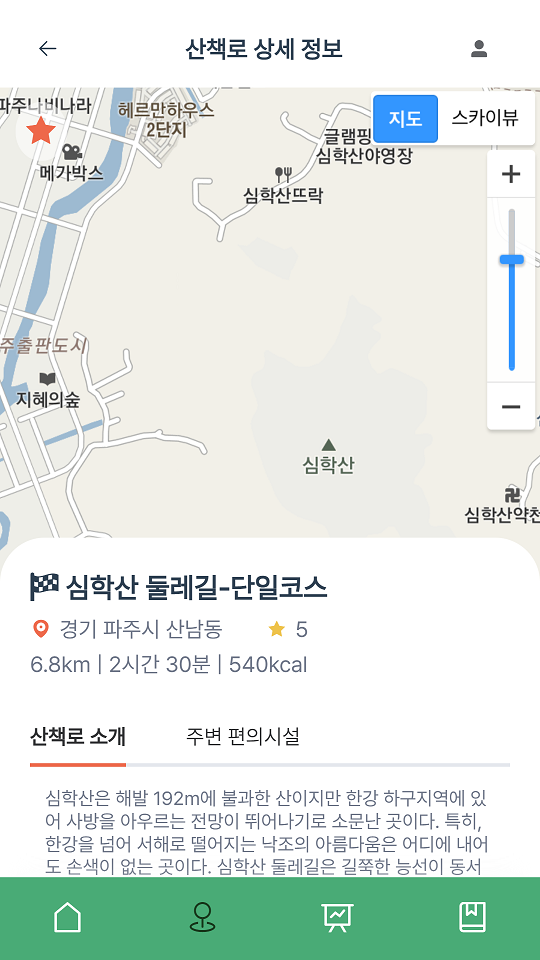 산책로 상세 정보
파주나비나라
헤르만하우스
2단지
메가박스
글램핑
심학산야영장
지도
스카이뷰
심학산뜨락
주출판도시
지혜의숲
심학산
심학산약천
심학산 둘레길-단일코스
경기 파주시 산남동 5
6.8km | 2시간 30분 | 540kcal
산책로 소개 주변 편의시설
심학산은 해발 192m에 불과한 산이지만 한강 하구지역에 있
어 사방을 아우르는 전망이 뛰어나기로 소문난 곳이다. 특히,
한강을 넘어 서해로 떨어지는 낙조의 아름다움은 어디에 내어
도 손색이 없는 곳이다. 심학산 둘레길은 길쭉한 능선이 동서